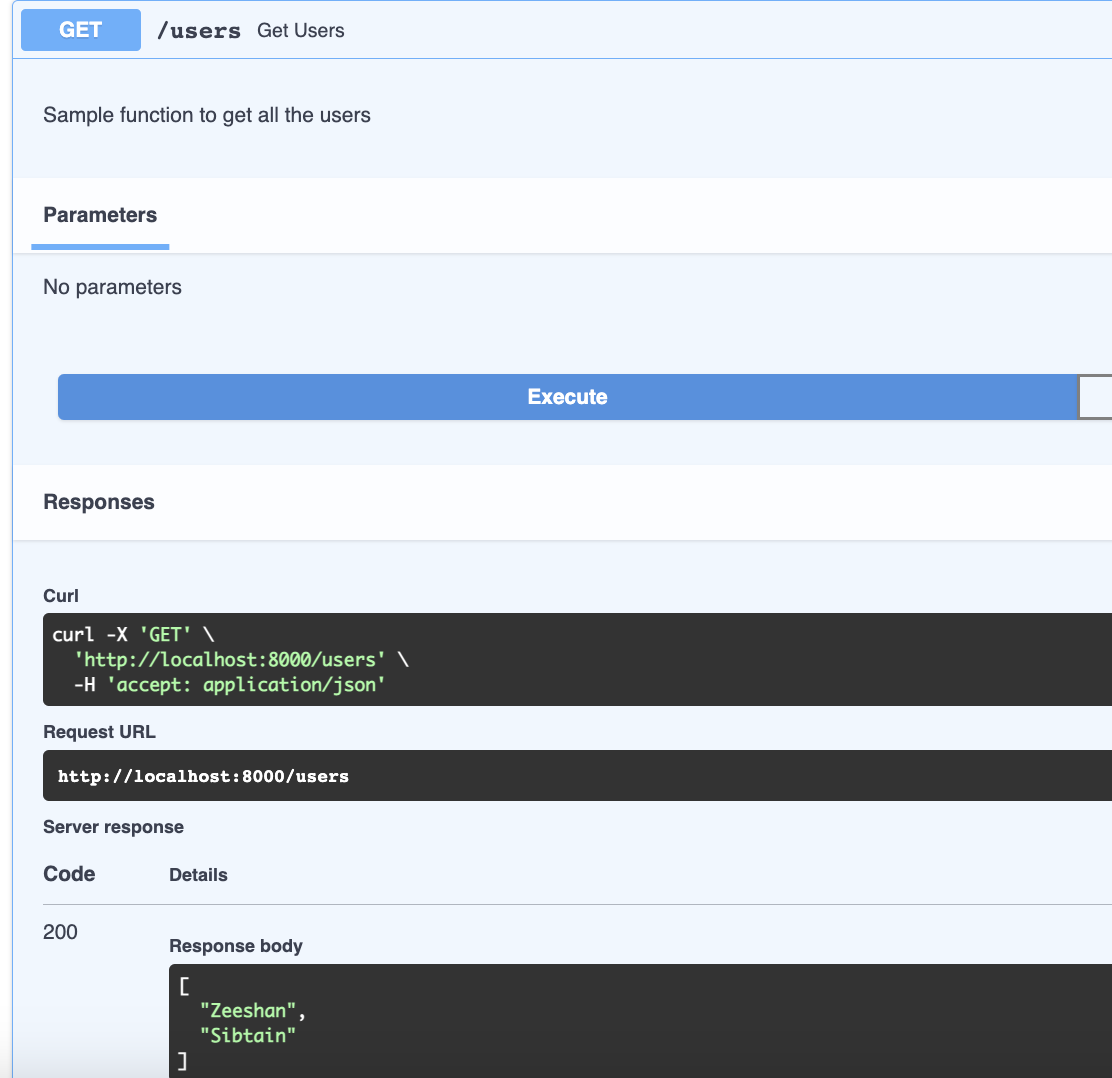 GET /users Get Users
Sample function to get all the users
Parameters
No parameters
Execute
Responses
Curl
curl -X 'GET' \
  'http://localhost:8000/users' \
  -H 'accept: application/json'
Request URL
http://localhost:8000/users
Server response
Code Details
200
Response body
[
  "Zeeshan",
  "Sibtain"
]